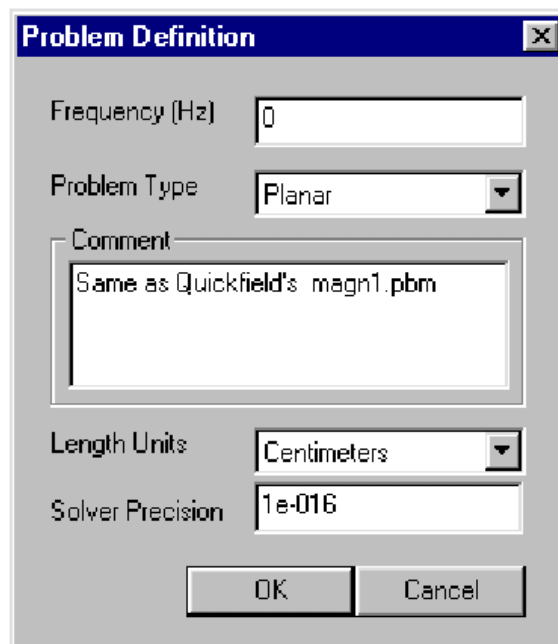 Problem Definition
Frequency (Hz)
0
Problem Type
Planar
Comment
Same as Quickfield's magn1.pbm
Length Units
Centimeters
Solver Precision
1e-016
OK
Cancel